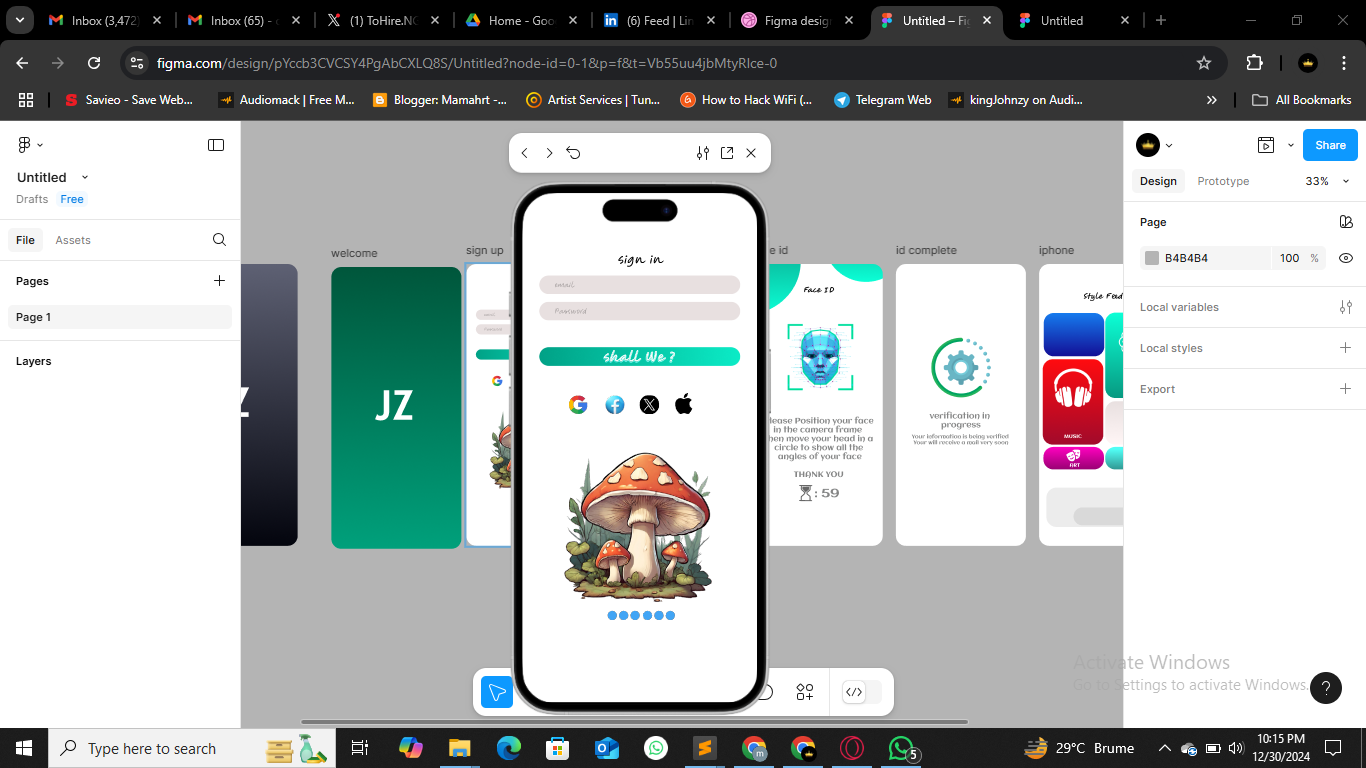 Inbox (3,472)
Inbox (65) -
(1) ToHire.NG
Home - Goo
(6) Feed | Lin
Figma desig
Untitled – Fig
Untitled
figma.com/design/pYccb3CVCSY4PgAbCXLQ8S/Untitled?node-id=0-1&p=f&t=Vb55uu4jbMtyRIce-0
Savieo - Save Web...
Audiomack | Free M...
Blogger: Mamahrt -...
Artist Services | Tun...
How to Hack WiFi (...
Telegram Web
kingJohnzy on Audi...
All Bookmarks
Untitled
Drafts Free
File Assets
Pages
Page 1
Layers
welcome
JZ
sign up
sign in
email
Password
shall We ?
e id
Face ID
lease Position your face
in the camera frame
hen move your head in a
circle to show all the
angles of your face
THANK YOU
: 59
id complete
verification in
progress
Your information is being verified
Your will receive a mail very soon
iphone
Style Feed
MUSIC
ART
Share
Design Prototype 33%
Page
B4B4B4 100 %
Local variables
Local styles
Export
Activate Windows
Go to Settings to activate Windows.
?
Type here to search
5
29°C Brume
10:15 PM
12/30/2024